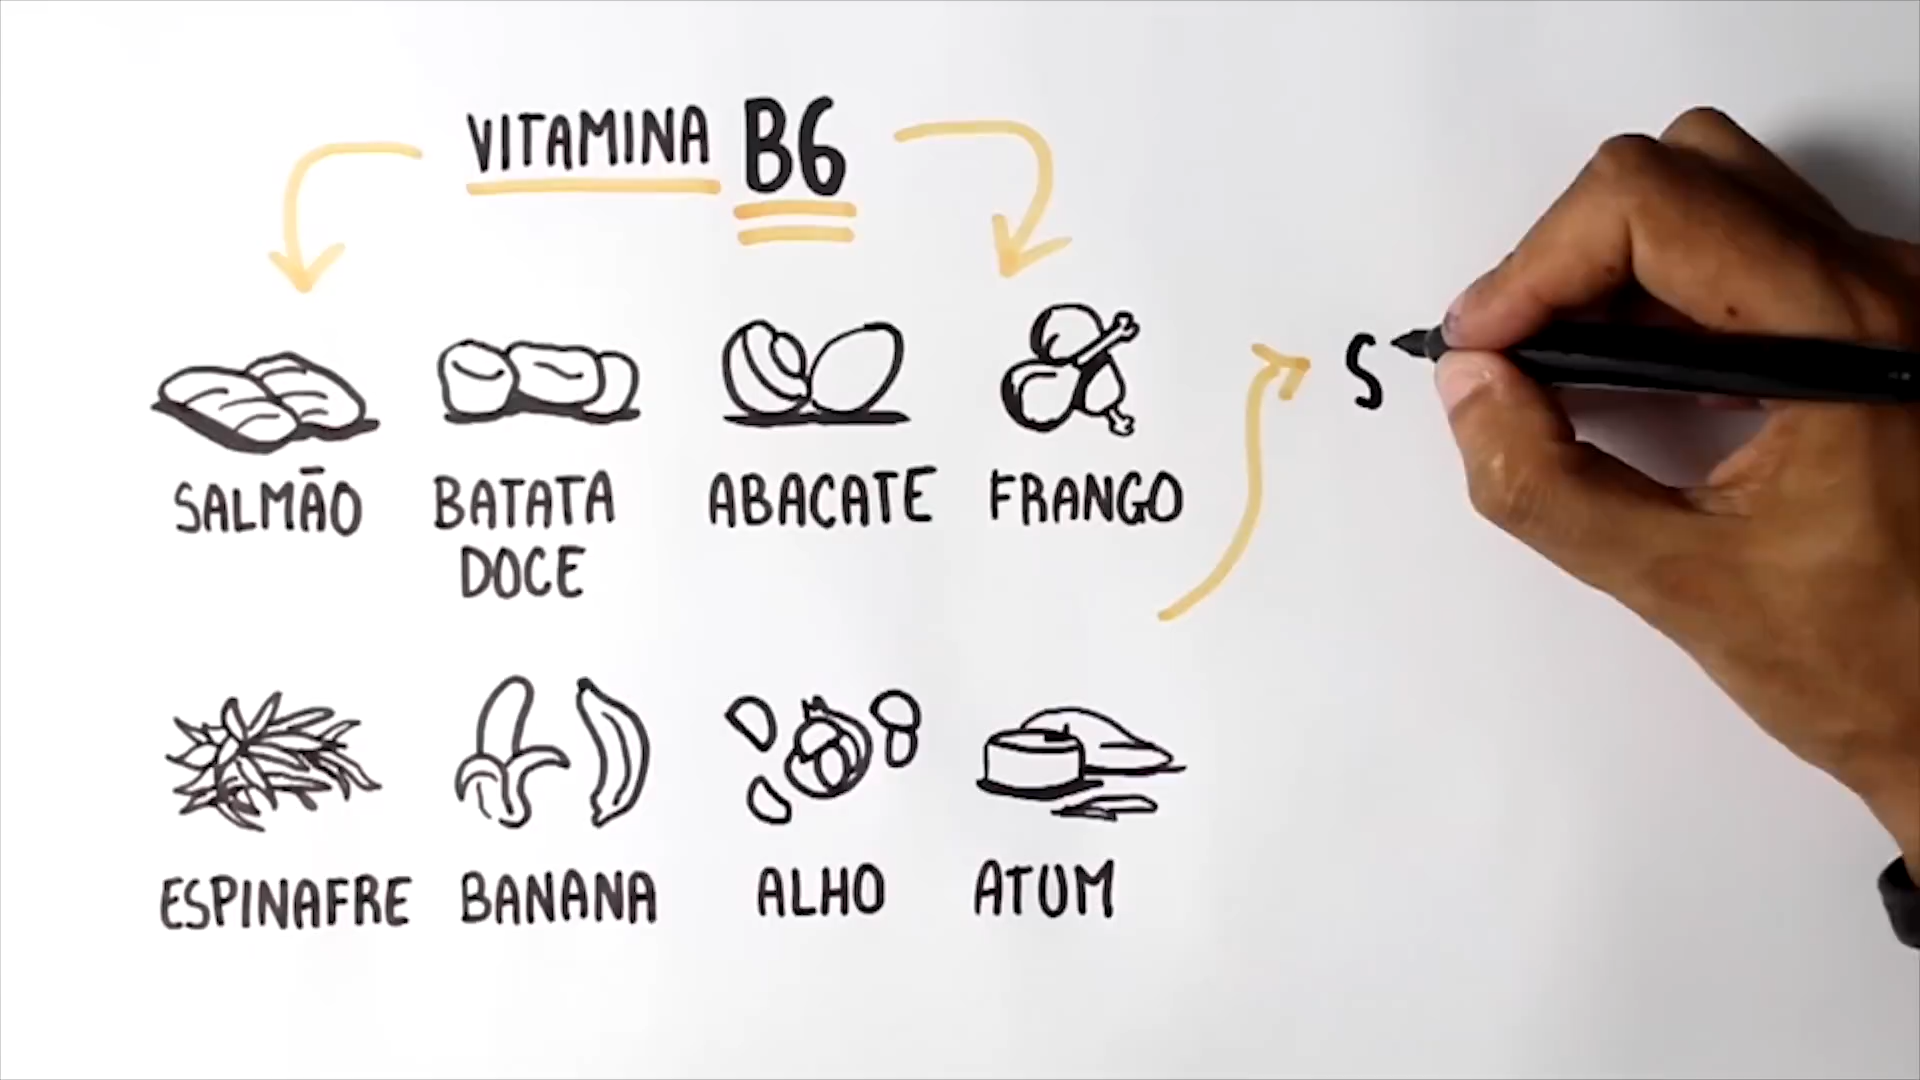 VITAMINA B6
SALMÃO
BATATA
DOCE
ABACATE
FRANGO
S
ESPINAFRE
BANANA
ALHO
ATUM